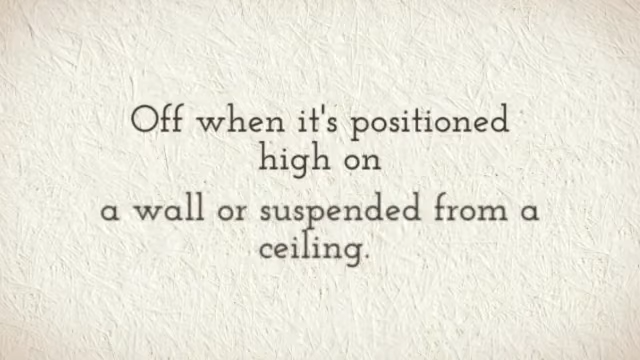 Off when it's positioned
high on
a wall or suspended from a
ceiling.